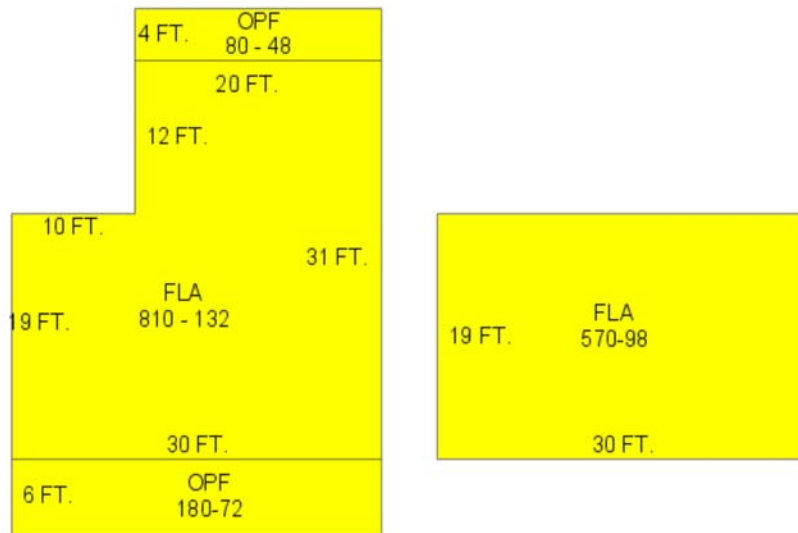 4 FT.
OPF
80 - 48
20 FT.
12 FT.
10 FT.
31 FT.
FLA
810 - 132
19 FT.
30 FT.
OPF
180-72
6 FT.
FLA
570-98
19 FT.
30 FT.